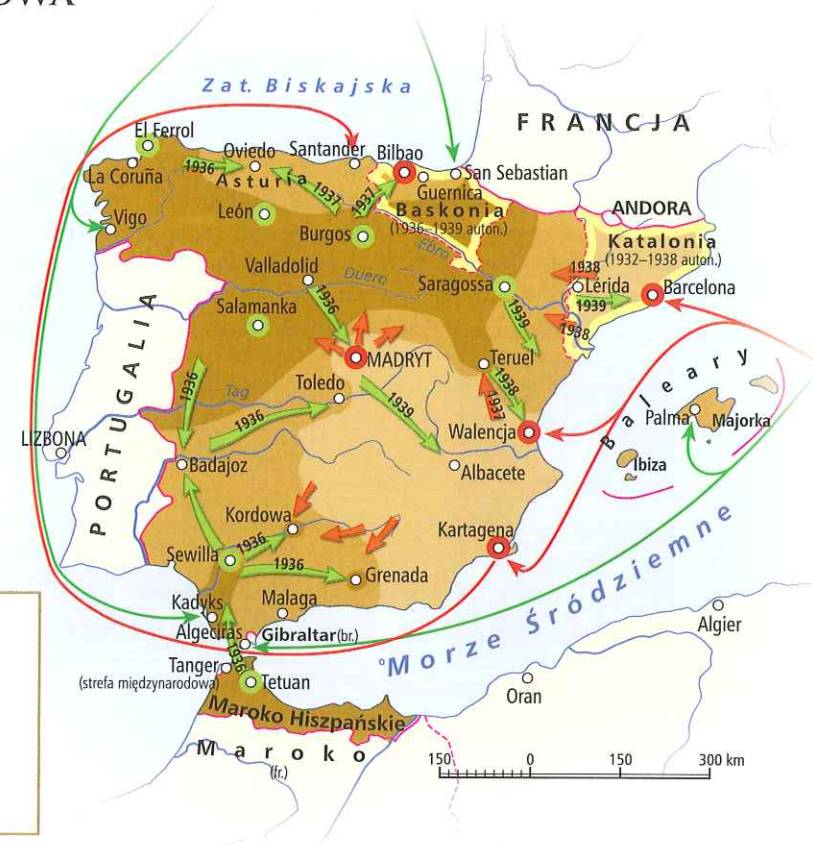 OWA
Zat. Biskajska
FRANCJA
El Ferrol
La Coruña
Oviedo
Santander
Bilbao
San Sebastian
1936
Asturia
1937
1937
Guernica
Baskonia
(1936–1939 auton.)
ANDORA
Vigo
León
Burgos
Ebro
Katalonia
(1932–1938 auton.)
Valladolid
Duero
Saragossa
1938
Lérida
1939
Barcelona
Salamanka
1936
1939
1938
MADRYT
Teruel
PORTUGALIA
1936
Tag
Toledo
1936
1939
1938
1937
Baleary
Palma
Majorka
LIZBONA
Walencja
Badajoz
Albacete
Ibiza
Kordowa
Kartagena
Sewilla
1936
1936
Grenada
Kadyks
Malaga
Algeciras
Gibraltar (br.)
Morze Śródziemne
Algier
Tanger
(strefa międzynarodowa)
1936
Tetuan
Oran
Maroko Hiszpańskie
Maroko
(fr.)
150 0 150 300 km